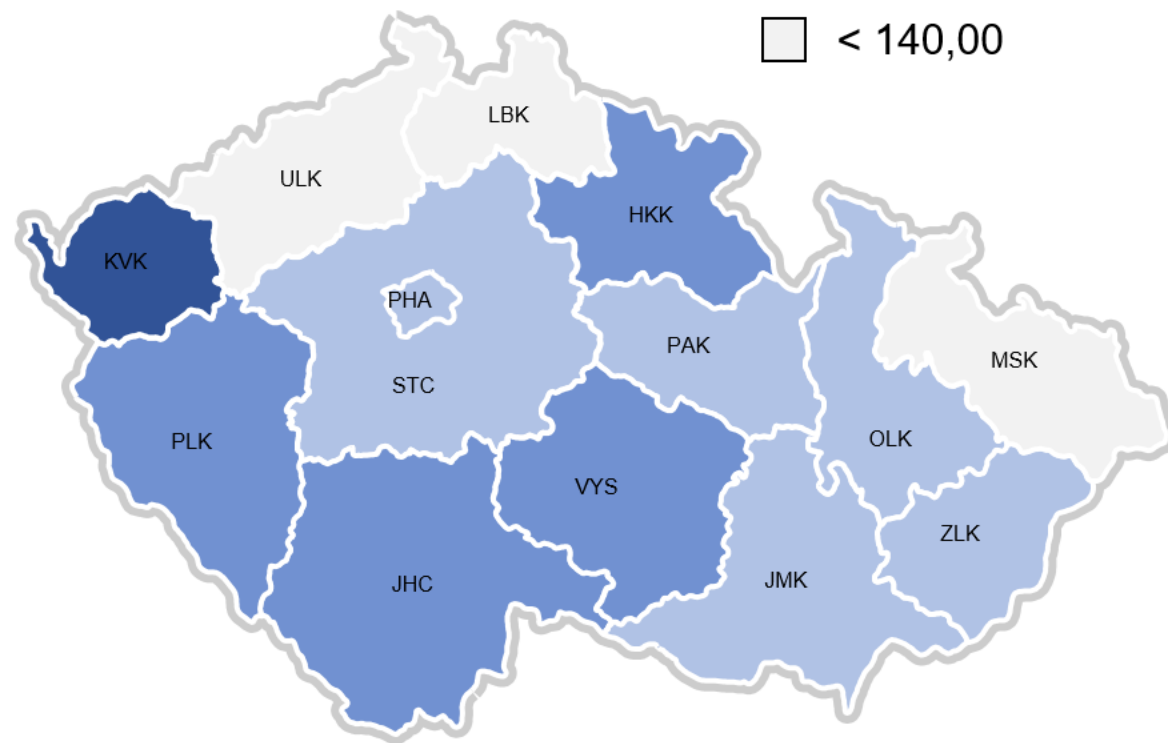 < 140,00
LBK
ULK
HKK
KVK
PHA
PAK
MSK
STC
PLK
OLK
VYS
ZLK
JHC
JMK